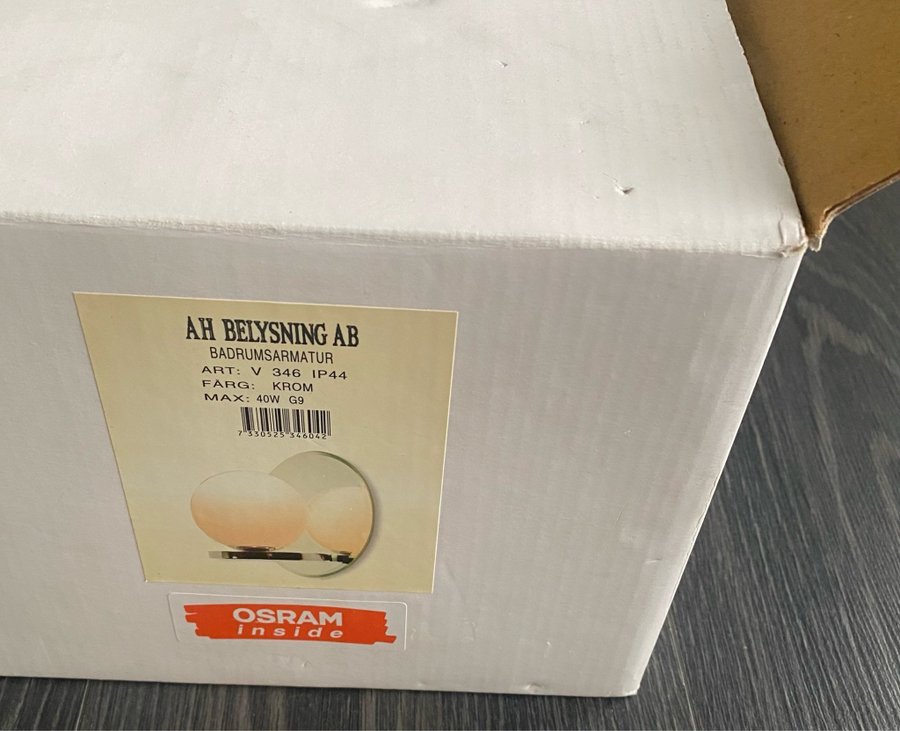 AH BELYSNING AB
BADRUMSARMATUR
ART: V 346 IP44
FÄRG: KROM
MAX: 40W G9
7 330525 346042
OSRAM
inside